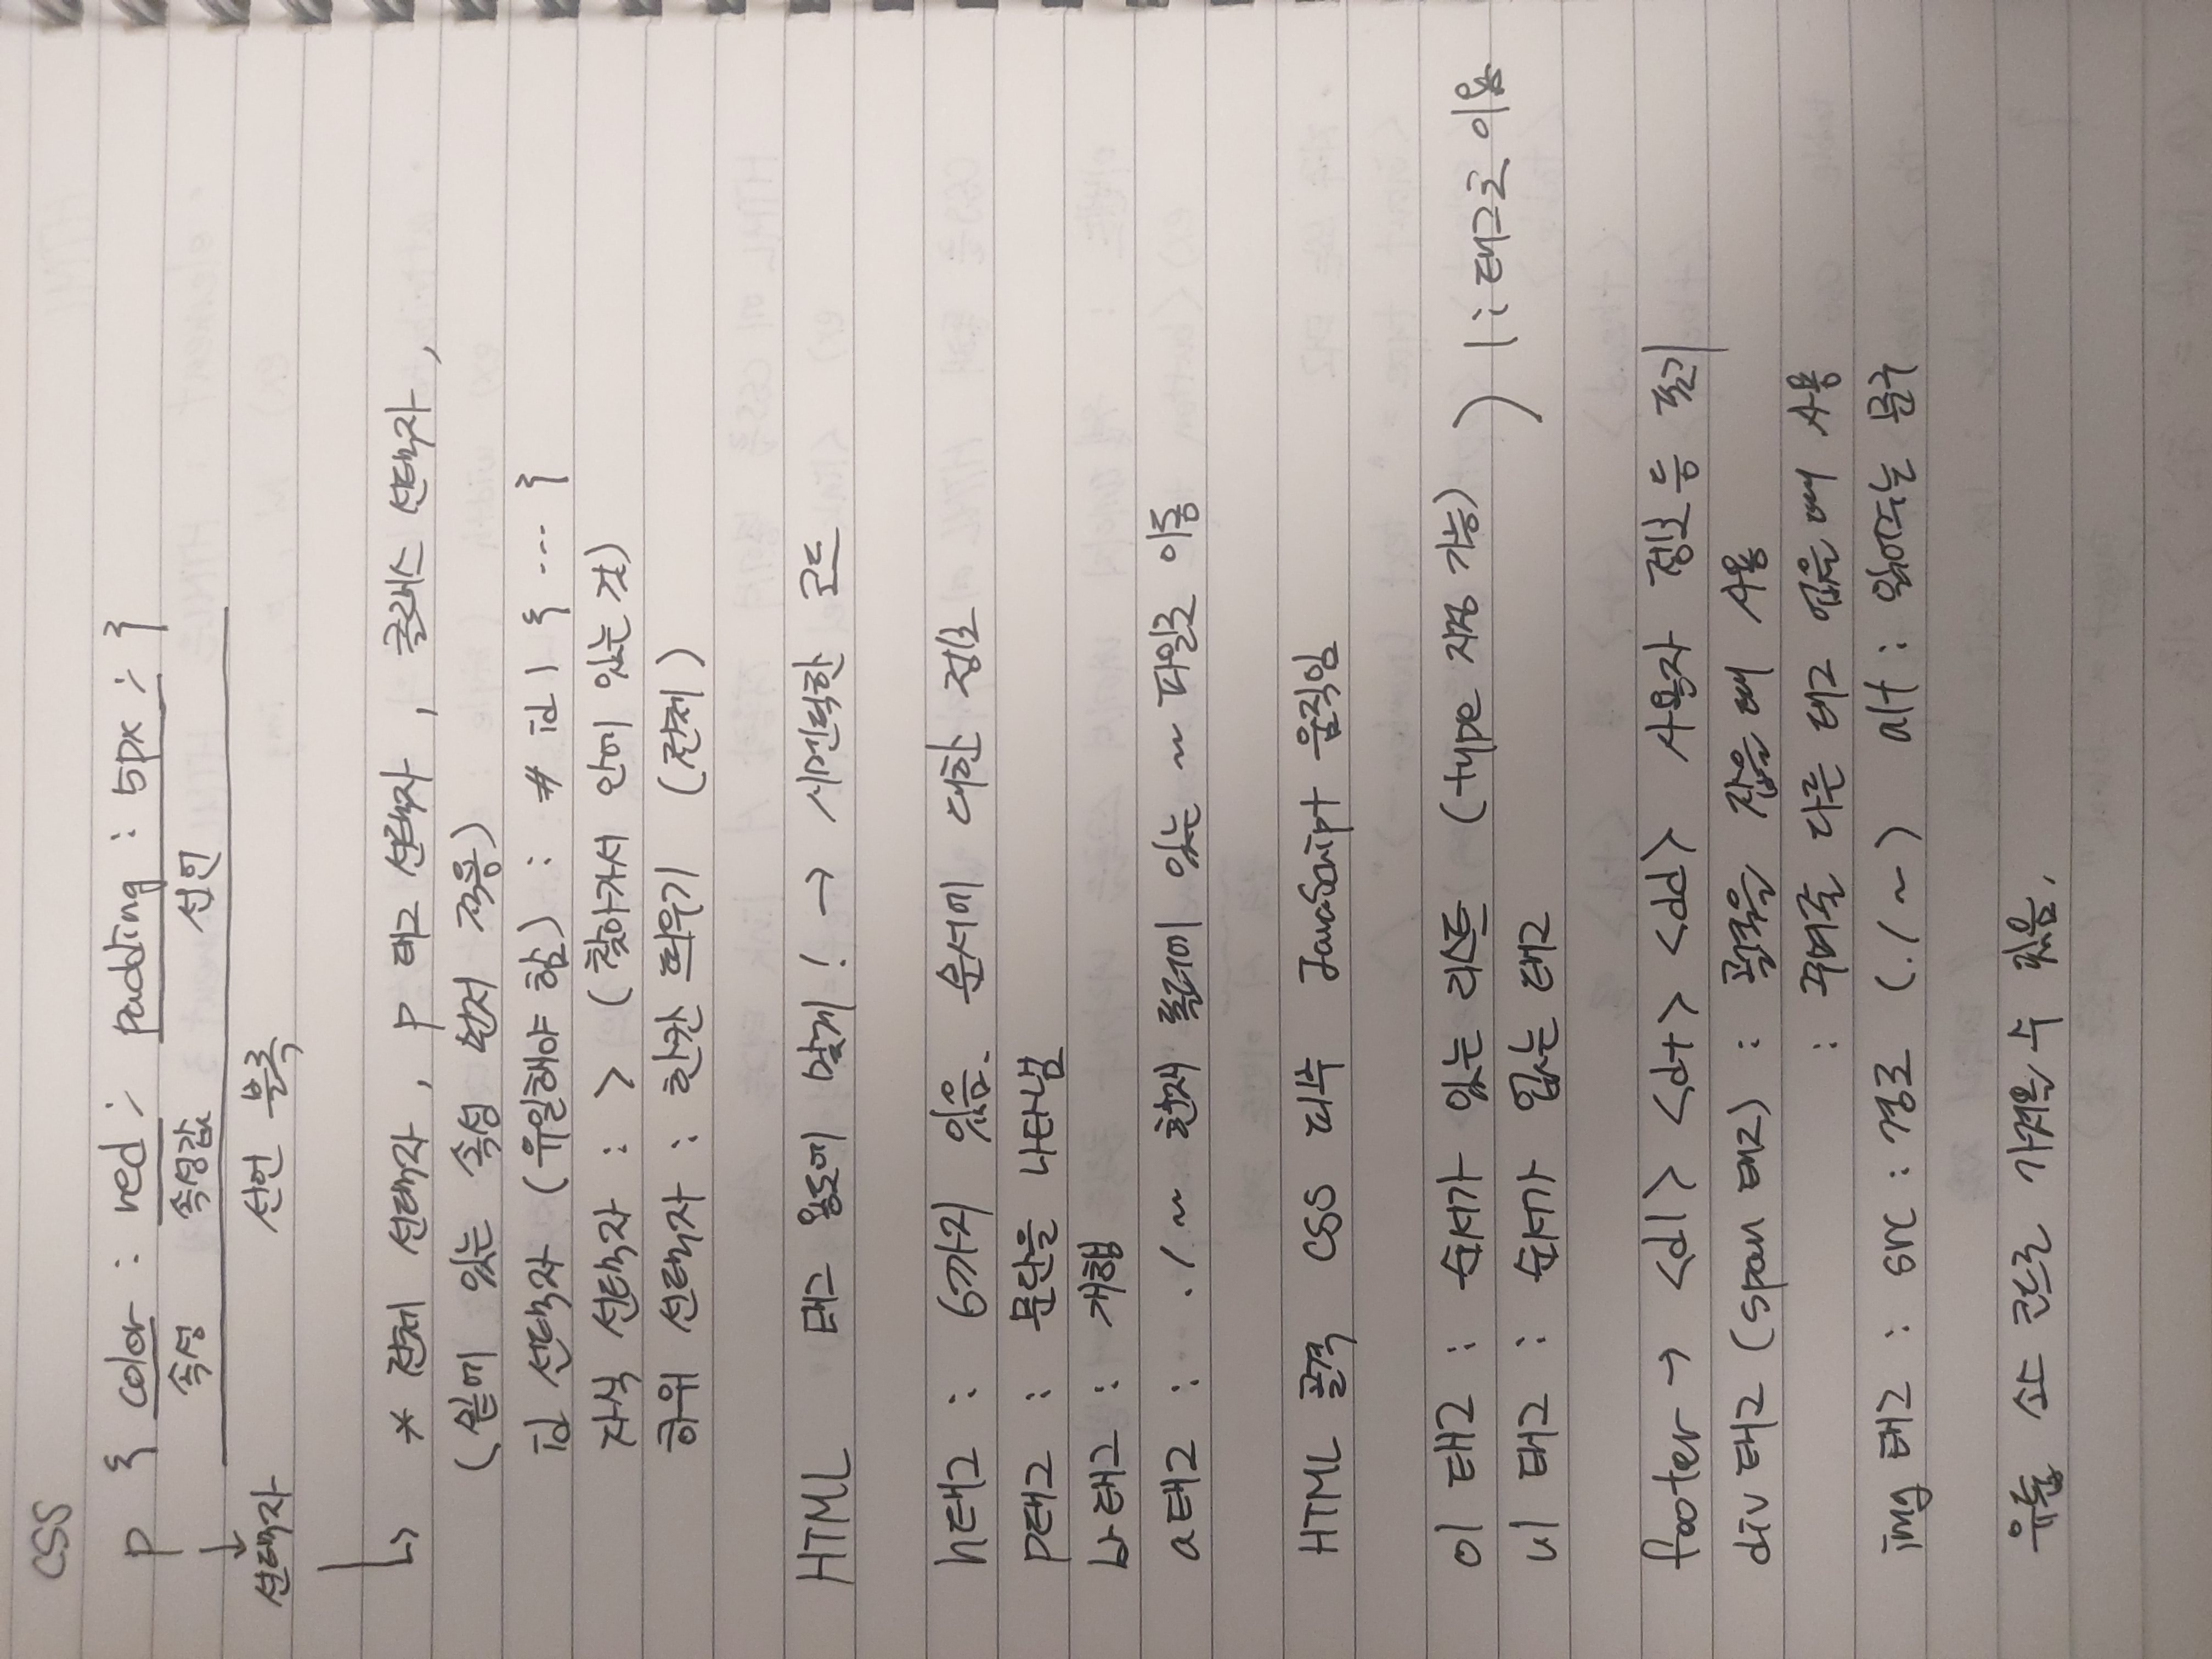 CSS
p { color : red ; padding : 5px ; }
속성 속성값 선언
선택자 선언 블록
* 전체 선택자 , p 태그 선택자 , 클래스 선택자 ,
(밑에 있는 속성 먼저 적용)
id 선택자 (유일해야 함) : # id1 { ... }
자식 선택자 : > (찾아가서 안에 있는 것)
하위 선택자 : 한칸 띄우기 (전체)
HTML 태그 용도에 맞게! → 시멘틱한 코드
h태그 : 6까지 있음. 문서에 대한 정보
p태그 : 문단을 나타냄
br태그 : 개행
a태그 : ./~ 현재 폴더에 있는 ~ 파일로 이동
HTML 골격 CSS 피부 JavaScript 움직임
ol 태그 : 순서가 있는 리스트 (type 지정 가능)
ul 태그 : 순서가 없는 태그 ) li 태그로 이용
footer → <dl> <dt> <dd> 사용자 정보 등 표기
div 태그 (span 태그) : 골격을 잡을 때 사용
: 꾸며줄 다른 태그 없을 때 사용
img 태그 : src : 경로 (./~) alt : 읽어주는 문구
유튭 소스 코드로 가져올 수 있음.